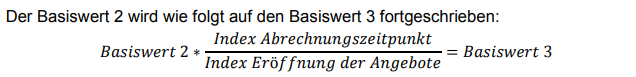 Der Basiswert 2 wird wie folgt auf den Basiswert 3 fortgeschrieben:
Basiswert 2 * Index Abrechnungszeitpunkt / Index Eröffnung der Angebote = Basiswert 3